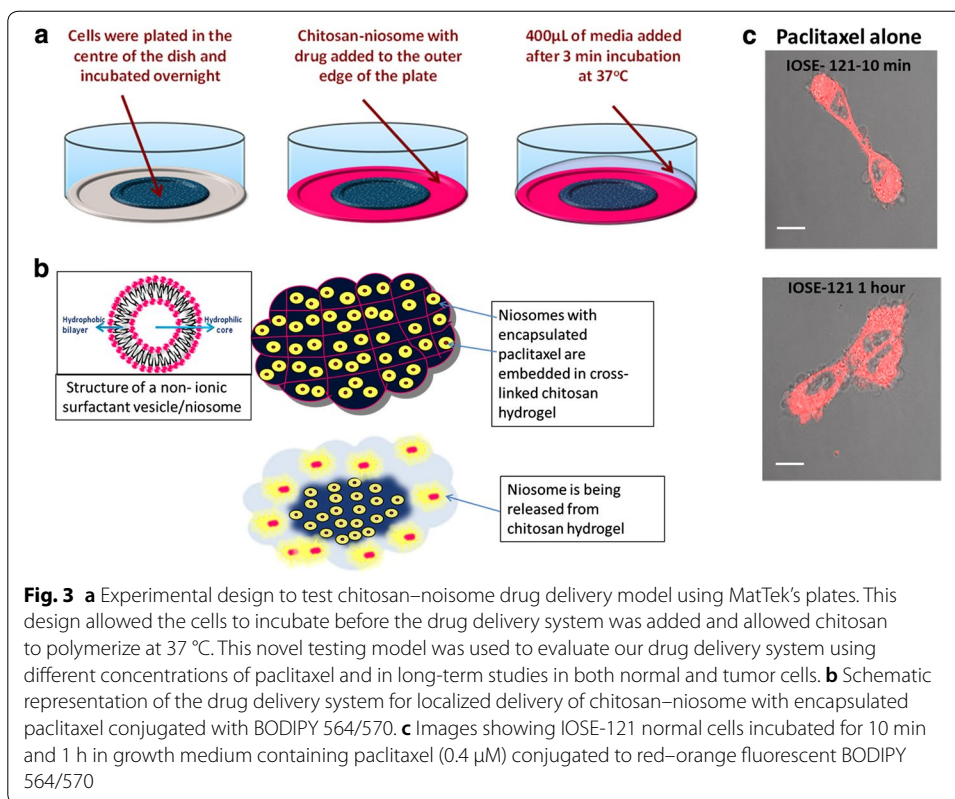 a
Cells were plated in the
centre of the dish and
incubated overnight
Chitosan-niosome with
drug added to the outer
edge of the plate
400µL of media added
after 3 min incubation
at 37°C
c
Paclitaxel alone
IOSE- 121-10 min
IOSE-121 1 hour
b
Hydrophobic
bilayer
Hydrophilic
core
Structure of a non- ionic
surfactant vesicle/niosome
Niosomes with
encapsulated
paclitaxel are
embedded in cross-
linked chitosan
hydrogel
Niosome is being
released from
chitosan hydrogel
Fig. 3 a Experimental design to test chitosan–noisome drug delivery model using MatTek's plates. This
design allowed the cells to incubate before the drug delivery system was added and allowed chitosan
to polymerize at 37 °C. This novel testing model was used to evaluate our drug delivery system using
different concentrations of paclitaxel and in long-term studies in both normal and tumor cells. b Schematic
representation of the drug delivery system for localized delivery of chitosan–niosome with encapsulated
paclitaxel conjugated with BODIPY 564/570. c Images showing IOSE-121 normal cells incubated for 10 min
and 1 h in growth medium containing paclitaxel (0.4 µM) conjugated to red–orange fluorescent BODIPY
564/570